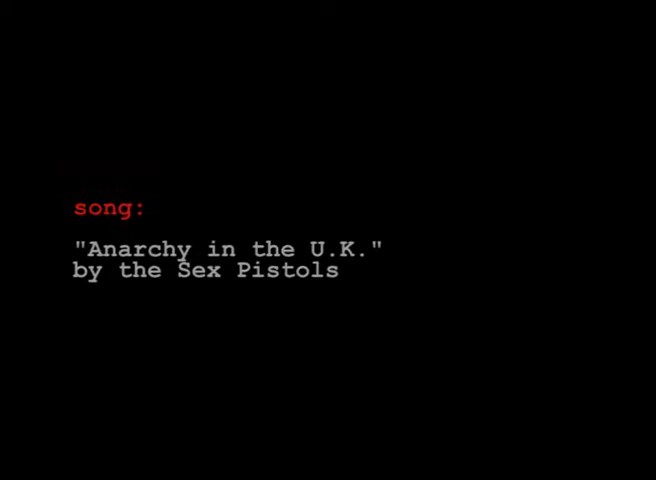 song:
"Anarchy in the U.K."
by the Sex Pistols